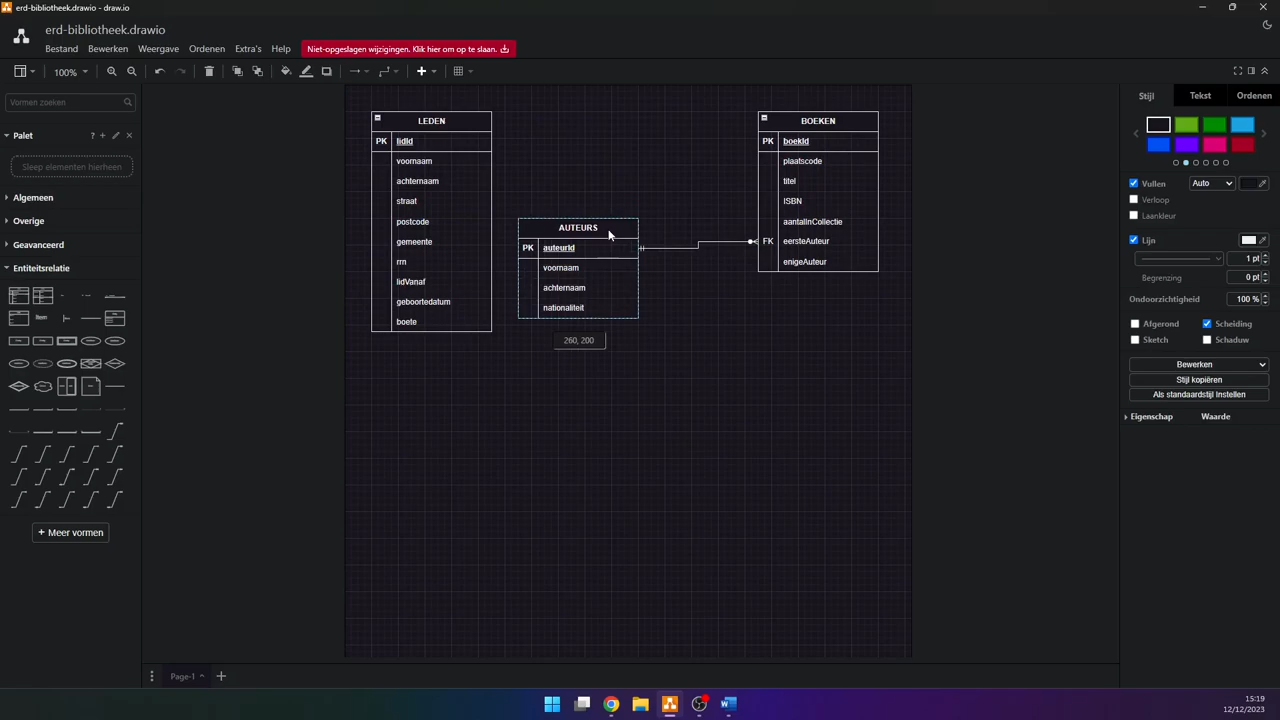 erd-bibliotheek.drawio - draw.io
erd-bibliotheek.drawio
Bestand Bewerken Weergave Ordenen Extra's Help
Niet-opgeslagen wijzigingen. Klik hier om op te slaan.
100%
Vormen zoeken
Palet
?
Sleep elementen hierheen
Algemeen
Overige
Geavanceerd
Entiteitsrelatie
+ Meer vormen
LEDEN
PK lidId
voornaam
achternaam
straat
postcode
gemeente
rrn
lidVanaf
geboortedatum
boete
AUTEURS
PK auteurId
voornaam
achternaam
nationaliteit
260, 200
BOEKEN
PK boekId
plaatscode
titel
ISBN
aantalInCollectie
FK eersteAuteur
enigeAuteur
Stijl Tekst Ordenen
Vullen Auto
Verloop
Laankleur
Lijn
1 pt
Begrenzing 0 pt
Ondoorzichtigheid 100 %
Afgerond Scheiding
Sketch Schaduw
Bewerken
Stijl kopiëren
Als standaardstijl Instellen
Eigenschap Waarde
Page-1
15:19
12/12/2023